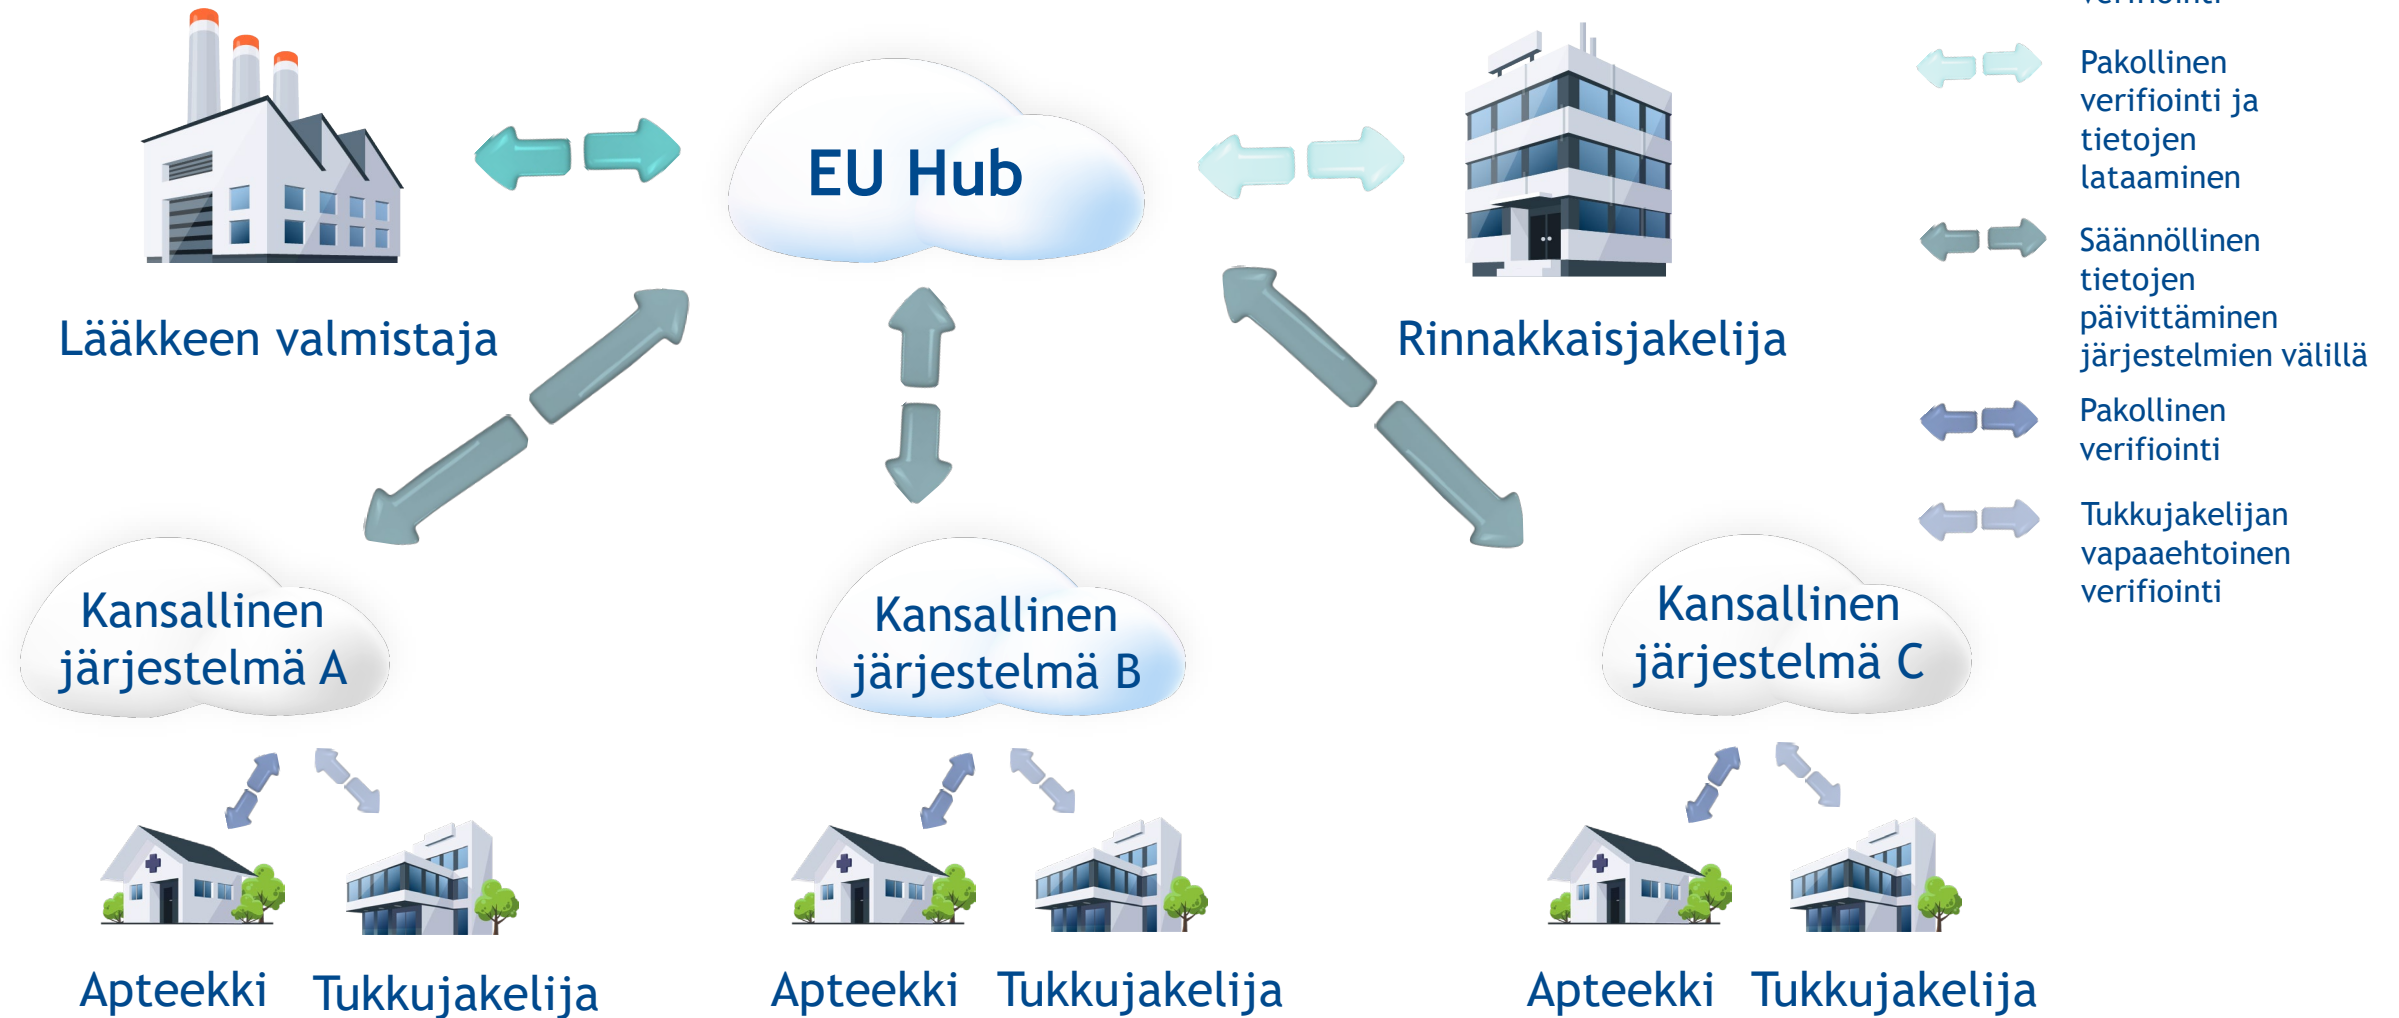 EU Hub
Lääkkeen valmistaja
Rinnakkaisjakelija
Kansallinen
järjestelmä A
Kansallinen
järjestelmä B
Kansallinen
järjestelmä C
Apteekki
Tukkujakelija
Apteekki
Tukkujakelija
Apteekki
Tukkujakelija
verifiointi
Pakollinen
verifiointi ja
tietojen
lataaminen
Säännöllinen
tietojen
päivittäminen
järjestelmien välillä
Pakollinen
verifiointi
Tukkujakelijan
vapaaehtoinen
verifiointi